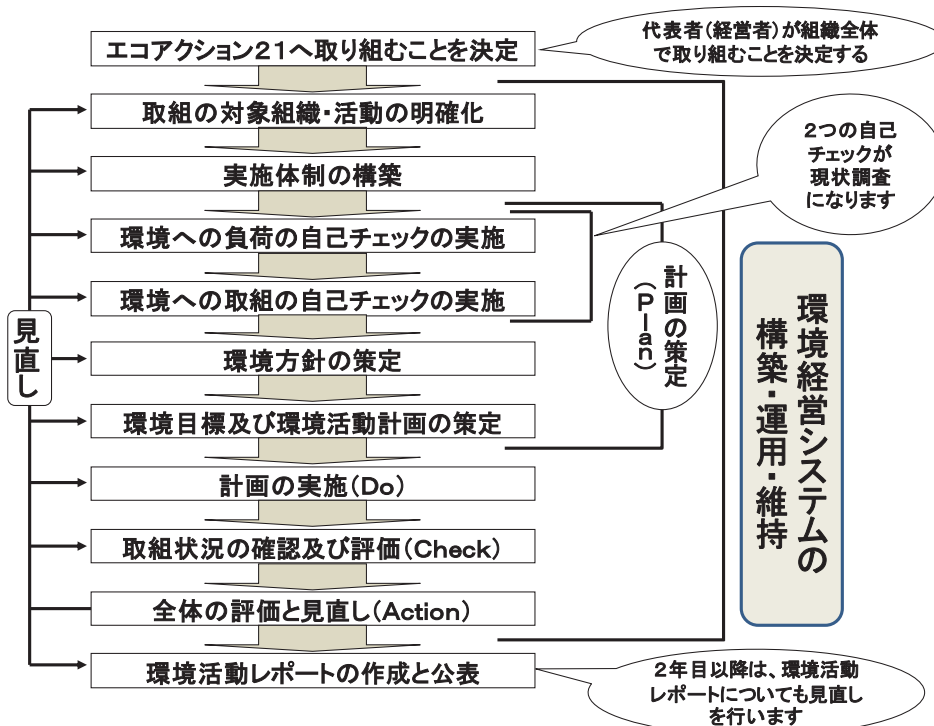 エコアクション21へ取り組むことを決定
代表者(経営者)が組織全体
で取り組むことを決定する
取組の対象組織・活動の明確化
2つの自己
チェックが
現状調査
になります
実施体制の構築
環境への負荷の自己チェックの実施
環境への取組の自己チェックの実施
計画の策定
(Plan)
環境経営システムの
構築・運用・維持
見直し
環境方針の策定
環境目標及び環境活動計画の策定
計画の実施(Do)
取組状況の確認及び評価(Check)
全体の評価と見直し(Action)
環境活動レポートの作成と公表
2年目以降は、環境活動
レポートについても見直し
を行います